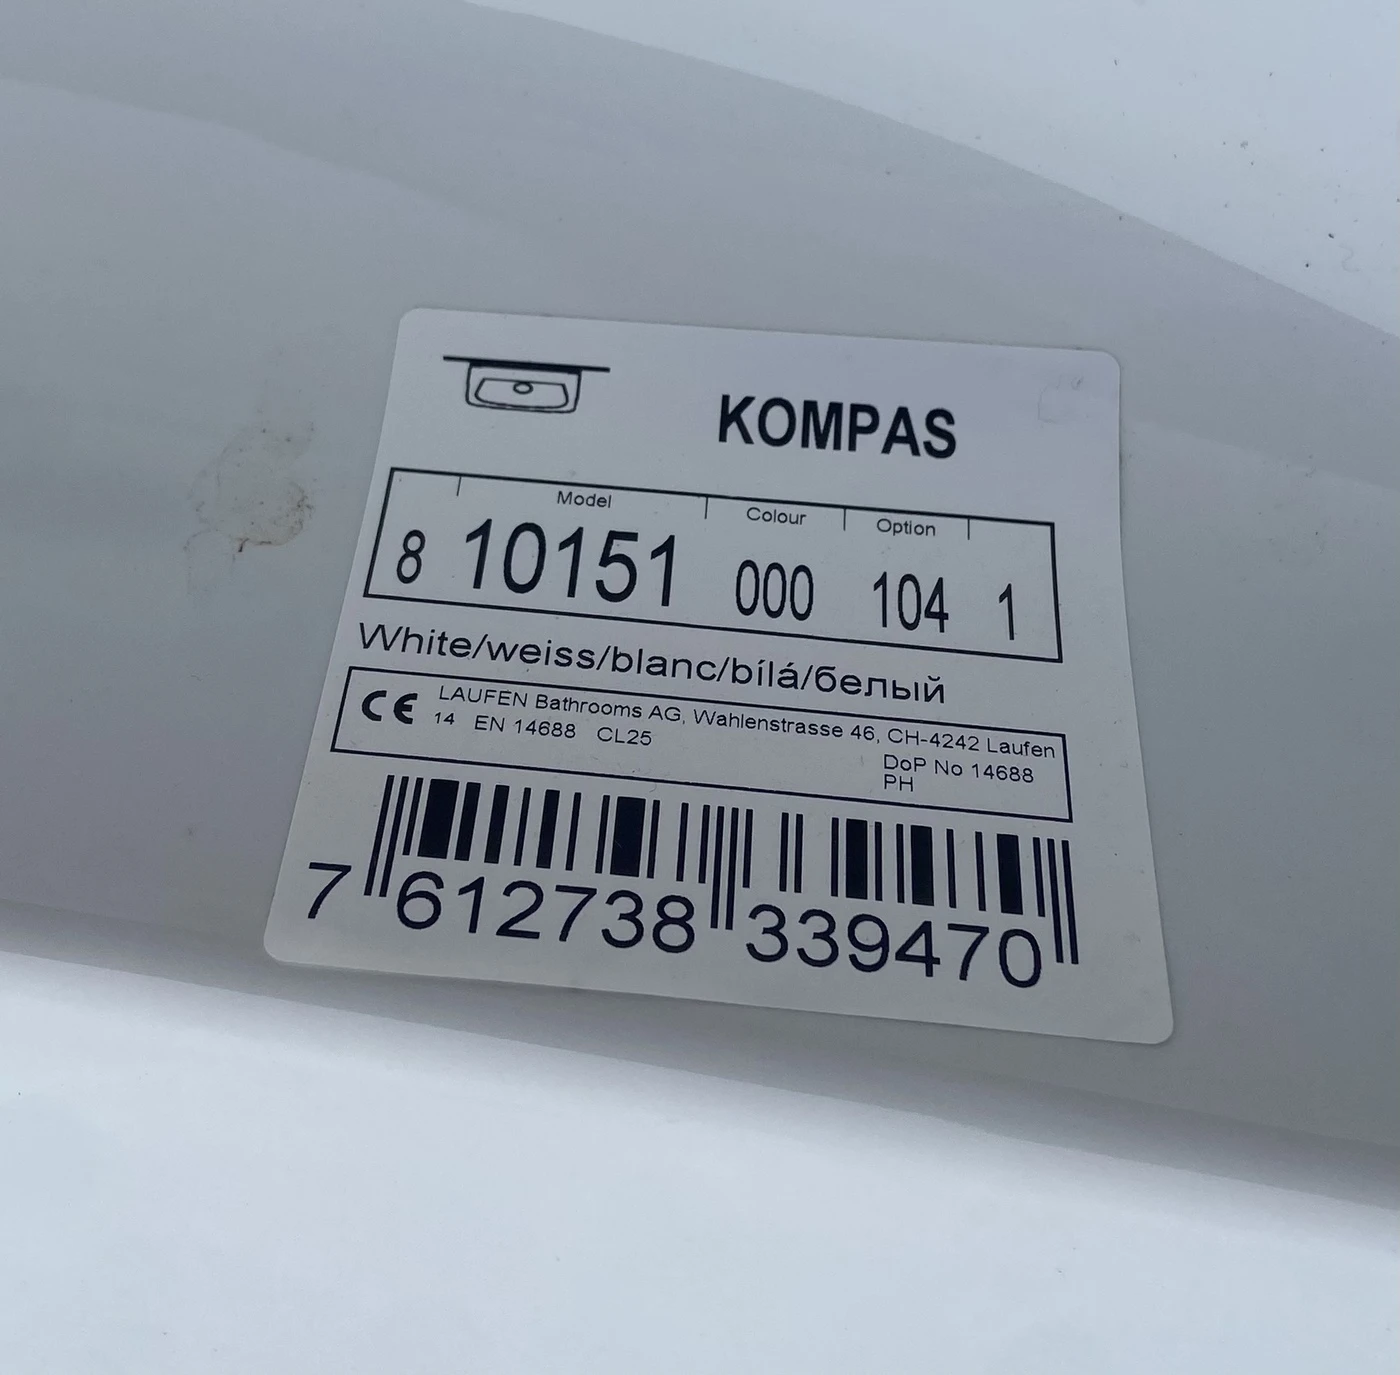 KOMPAS
Model Colour Option
8 10151 000 104 1
White/weiss/blanc/bílá/белый
CE LAUFEN Bathrooms AG, Wahlenstrasse 46, CH-4242 Laufen
14 EN 14688 CL25
DoP No 14688
PH
7 612738 339470